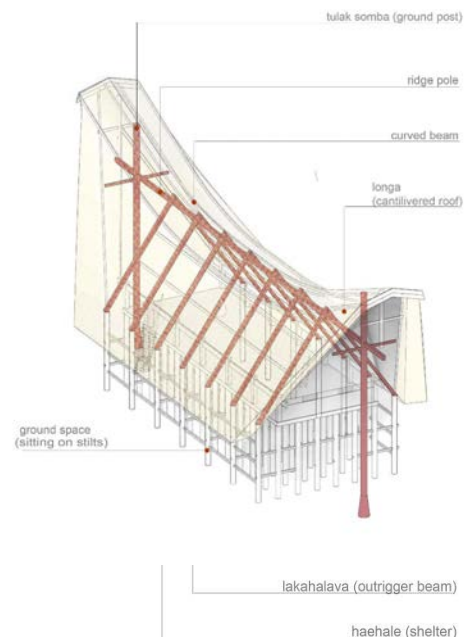 tulak somba (ground post)
ridge pole
curved beam
longa
(cantilivered roof)
ground space
(sitting on stilts)
lakahalava (outrigger beam)
haehale (shelter)